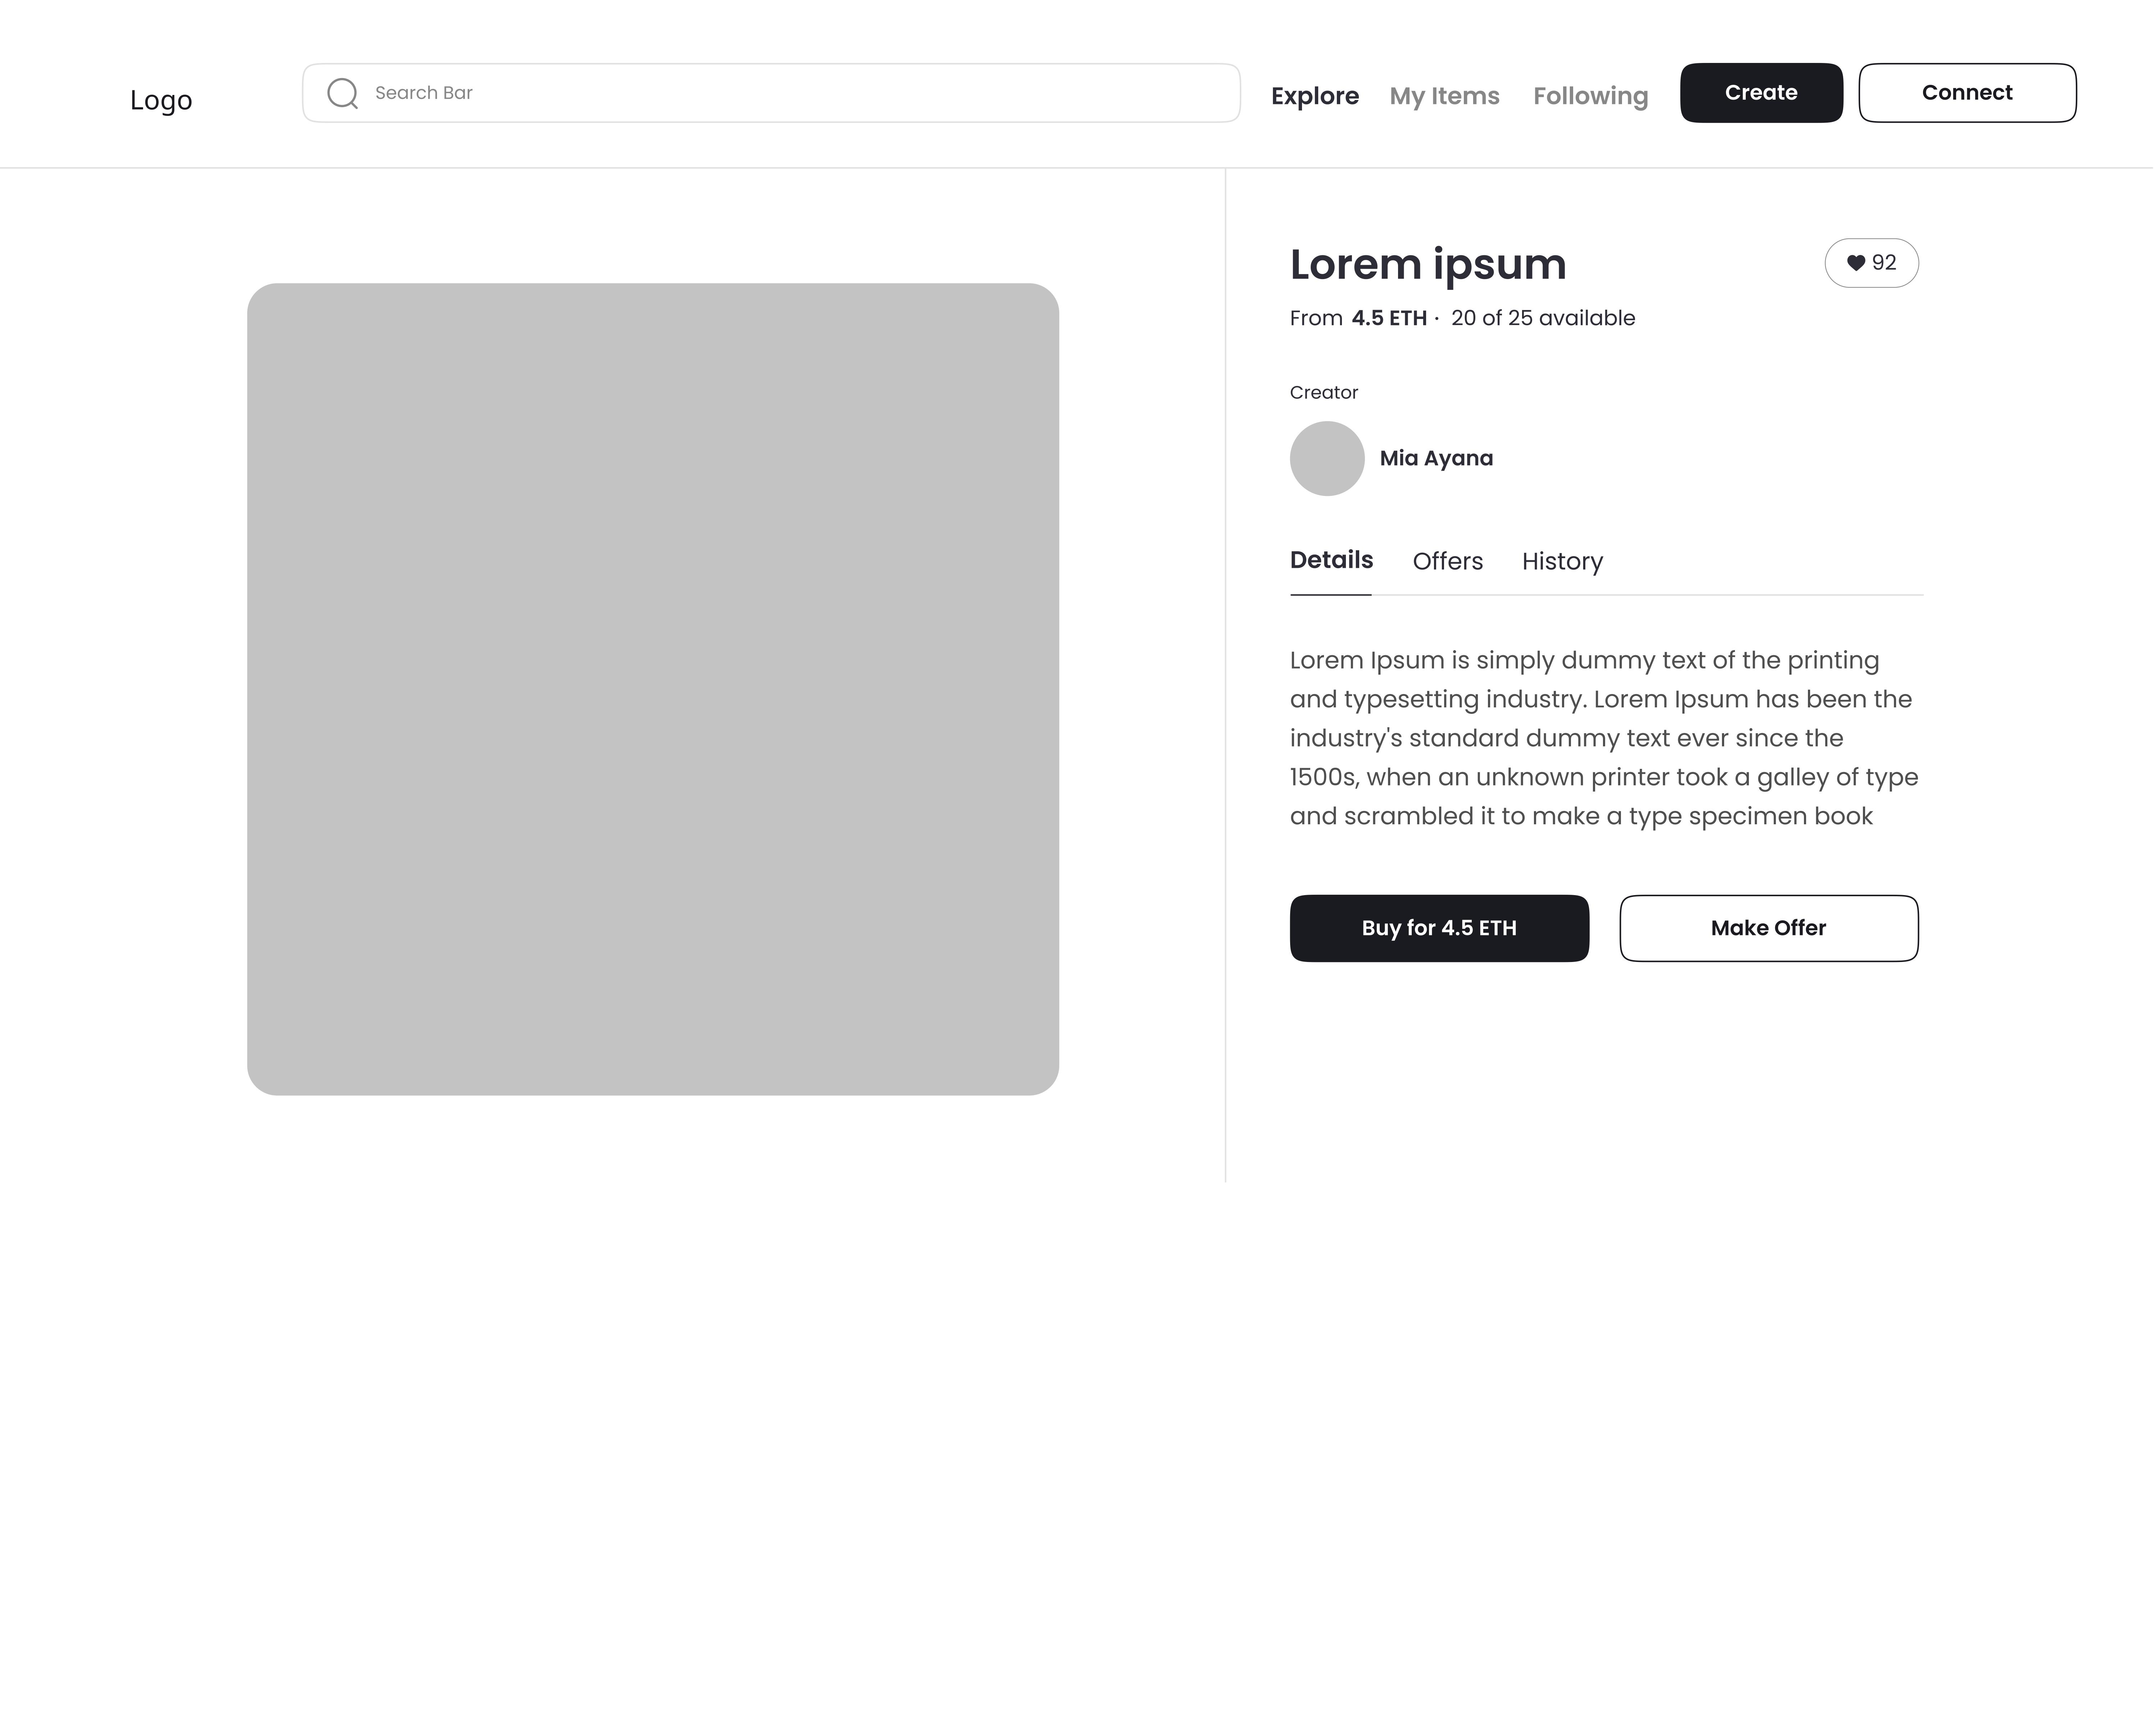 Logo
Search Bar
Explore
My Items
Following
Create
Connect
Lorem ipsum
92
From 4.5 ETH · 20 of 25 available
Creator
Mia Ayana
Details
Offers
History
Lorem Ipsum is simply dummy text of the printing
and typesetting industry. Lorem Ipsum has been the
industry's standard dummy text ever since the
1500s, when an unknown printer took a galley of type
and scrambled it to make a type specimen book
Buy for 4.5 ETH
Make Offer